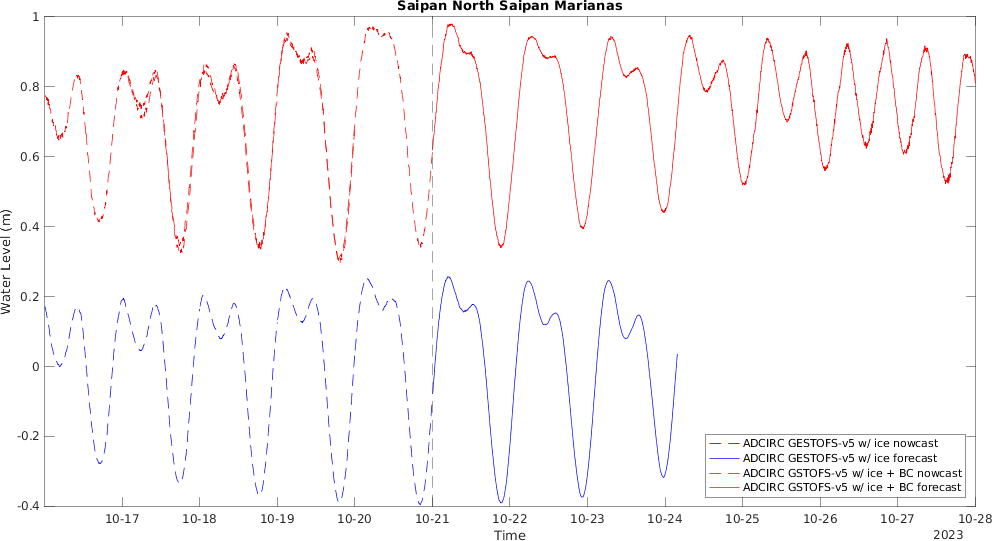 Saipan North Saipan Marianas
1
0.8
0.6
0.4
0.2
0
-0.2
-0.4
Water Level (m)
ADCIRC GESTOFS-v5 w/ ice nowcast
ADCIRC GESTOFS-v5 w/ ice forecast
ADCIRC GSTOFS-v5 w/ ice + BC nowcast
ADCIRC GSTOFS-v5 w/ ice + BC forecast
10-17 10-18 10-19 10-20 10-21 10-22 10-23 10-24 10-25 10-26 10-27 10-28
Time
2023